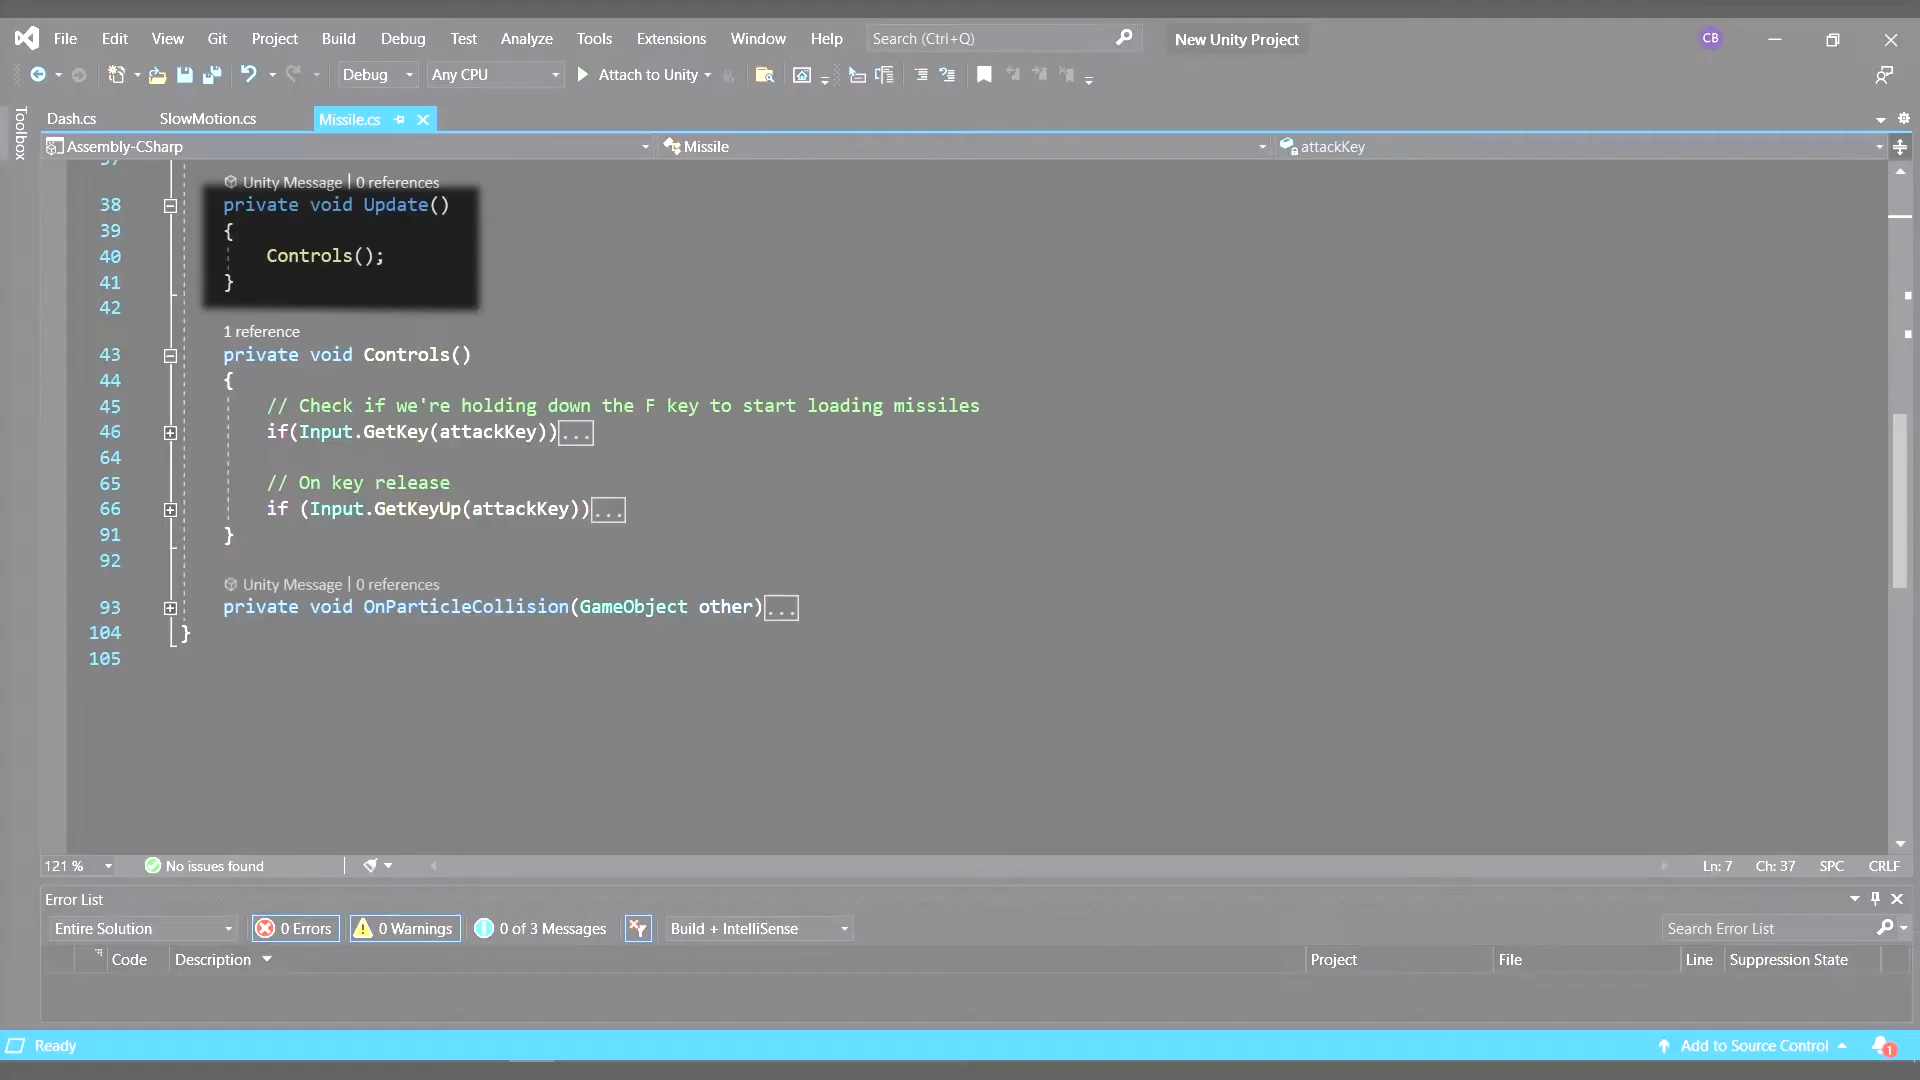 File Edit View Git Project Build Debug Test Analyze Tools Extensions Window Help Search (Ctrl+Q) New Unity Project CB
Debug Any CPU Attach to Unity
Toolbox
Dash.cs SlowMotion.cs Missile.cs
Assembly-CSharp Missile attackKey
37
Unity Message | 0 references
38 private void Update()
39 {
40 Controls();
41 }
42
1 reference
43 private void Controls()
44 {
45 // Check if we're holding down the F key to start loading missiles
46 if(Input.GetKey(attackKey))...
64
65 // On key release
66 if (Input.GetKeyUp(attackKey))...
91 }
92
Unity Message | 0 references
93 private void OnParticleCollision(GameObject other)...
104 }
105
121 % No issues found Ln: 7 Ch: 37 SPC CRLF
Error List
Entire Solution 0 Errors 0 Warnings 0 of 3 Messages Build + IntelliSense Search Error List
Code Description Project File Line Suppression State
Ready Add to Source Control 1